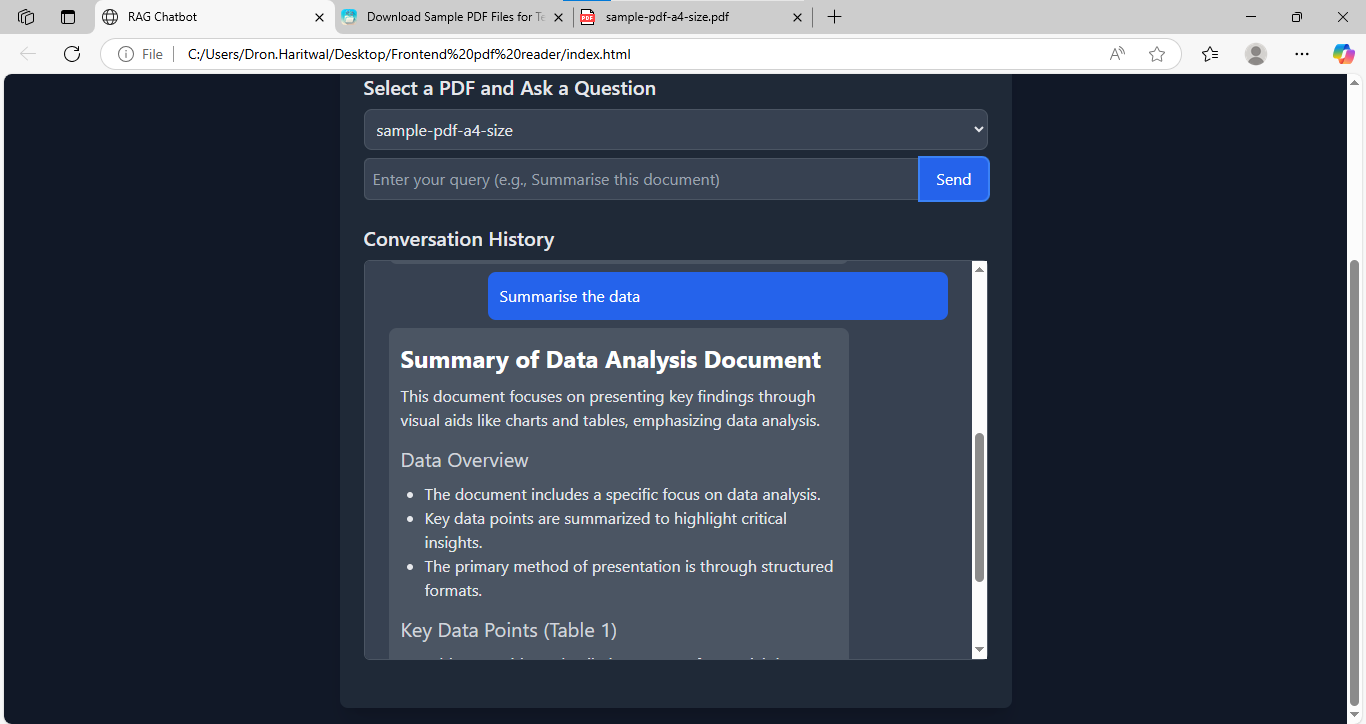 RAG Chatbot
Download Sample PDF Files for Te
sample-pdf-a4-size.pdf
File
C:/Users/Dron.Haritwal/Desktop/Frontend%20pdf%20reader/index.html
Select a PDF and Ask a Question
sample-pdf-a4-size
Enter your query (e.g., Summarise this document)
Send
Conversation History
Summarise the data
Summary of Data Analysis Document
This document focuses on presenting key findings through
visual aids like charts and tables, emphasizing data analysis.
Data Overview
• The document includes a specific focus on data analysis.
• Key data points are summarized to highlight critical
insights.
• The primary method of presentation is through structured
formats.
Key Data Points (Table 1)